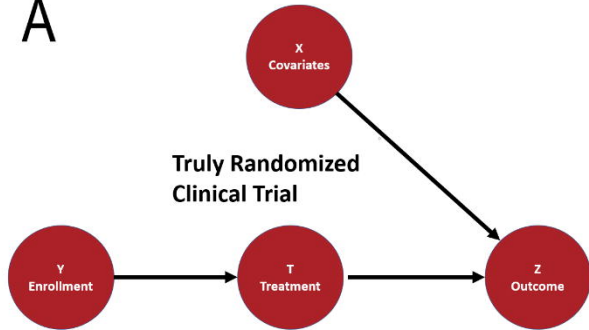 A
X
Covariates
Truly Randomized
Clinical Trial
Y
Enrollment
T
Treatment
Z
Outcome